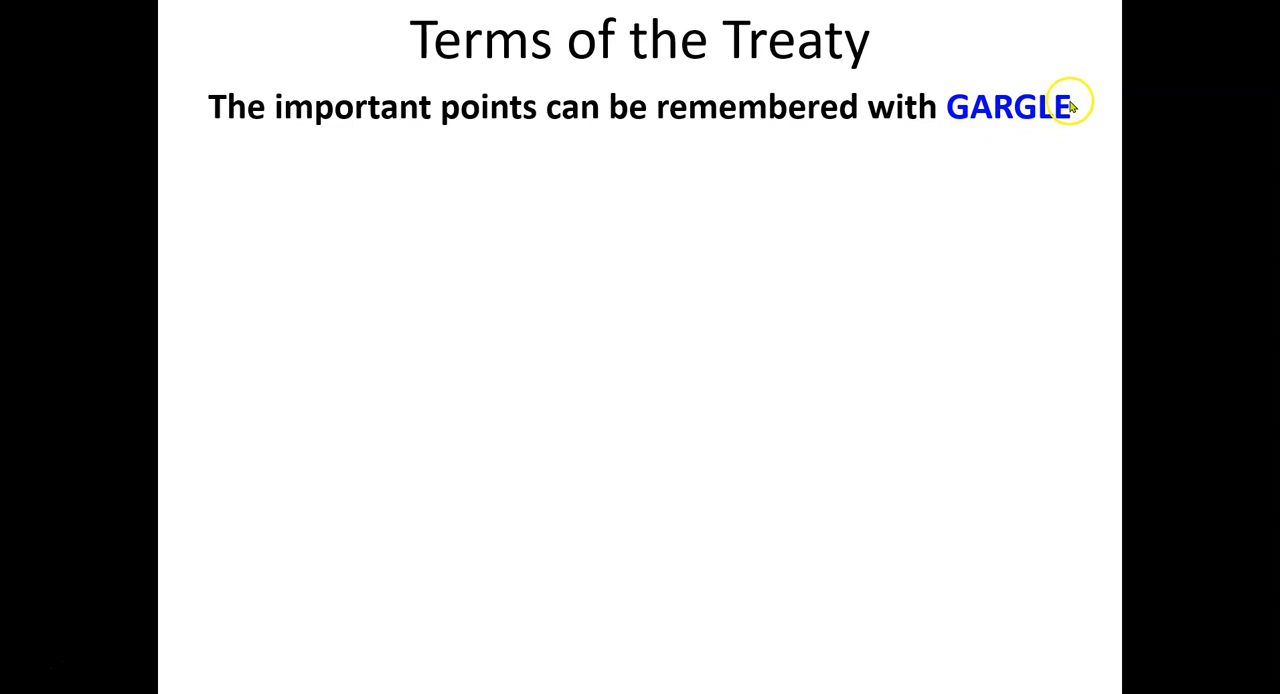 Terms of the Treaty
The important points can be remembered with GARGLE